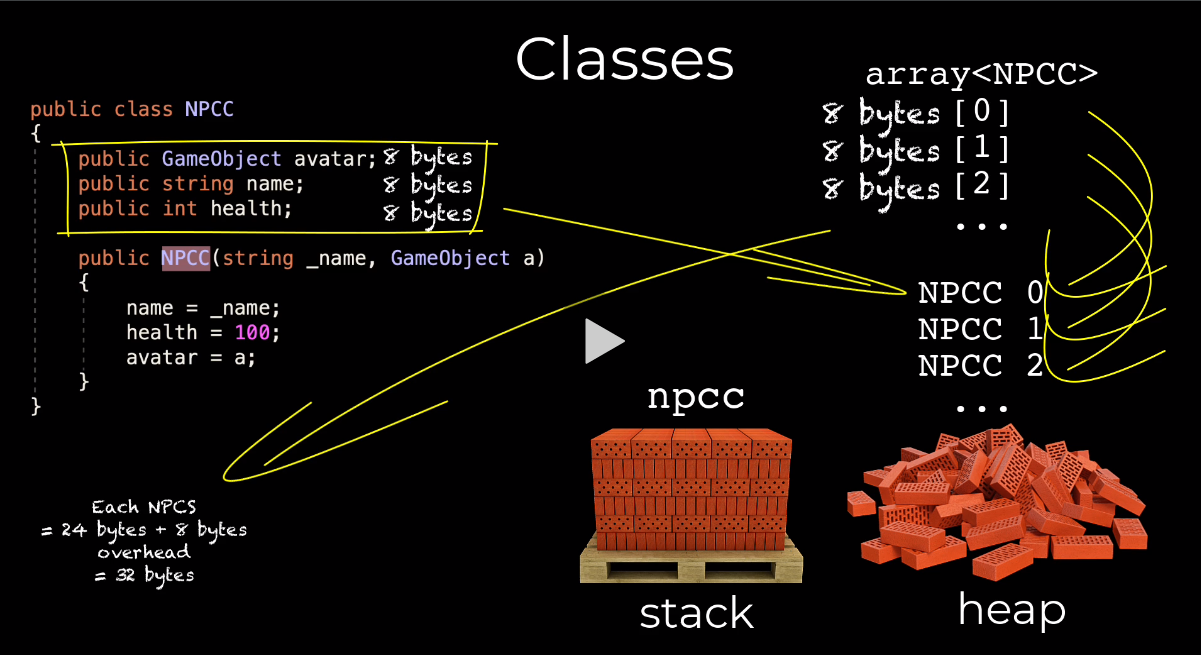 Classes
public class NPCC
{
public GameObject avatar; 8 bytes
public string name; 8 bytes
public int health; 8 bytes
public NPCC(string _name, GameObject a)
{
name = _name;
health = 100;
avatar = a;
}
}
Each NPCS
= 24 bytes + 8 bytes
overhead
= 32 bytes
array<NPCC>
8 bytes [0]
8 bytes [1]
8 bytes [2]
...
NPCC 0
NPCC 1
NPCC 2
...
npcc
stack
heap